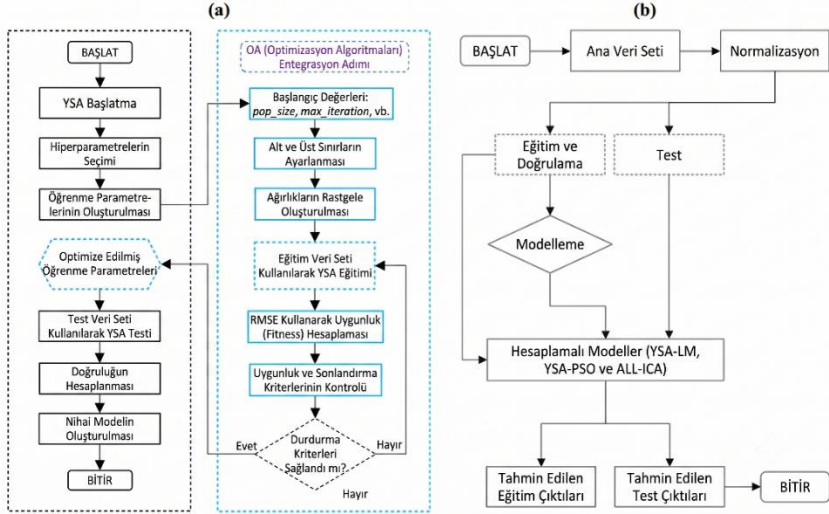 (a)
BAŞLAT
YSA Başlatma
Hiperparametrelerin
Seçimi
Öğrenme Parametre-
lerinin Oluşturulması
Optimize Edilmiş
Öğrenme Parametreleri
Test Veri Seti
Kullanılarak YSA Testi
Doğruluğun
Hesaplanması
Nihai Modelin
Oluşturulması
BİTİR
OA (Optimizasyon Algoritmaları)
Entegrasyon Adımı
Başlangıç Değerleri:
pop_size, max_iteration, vb.
Alt ve Üst Sınırların
Ayarlanması
Ağırlıkların Rastgele
Oluşturulması
Eğitim Veri Seti
Kullanılarak YSA Eğitimi
RMSE Kullanarak Uygunluk
(Fitness) Hesaplaması
Uygunluk ve Sonlandırma
Kriterlerinin Kontrolü
Evet
Durdurma
Kriterleri
Sağlandı mı?
Hayır
Hayır
(b)
BAŞLAT
Ana Veri Seti
Normalizasyon
Eğitim ve
Doğrulama
Test
Modelleme
Hesaplamalı Modeller (YSA-LM,
YSA-PSO ve ALL-ICA)
Tahmin Edilen
Eğitim Çıktıları
Tahmin Edilen
Test Çıktıları
BİTİR